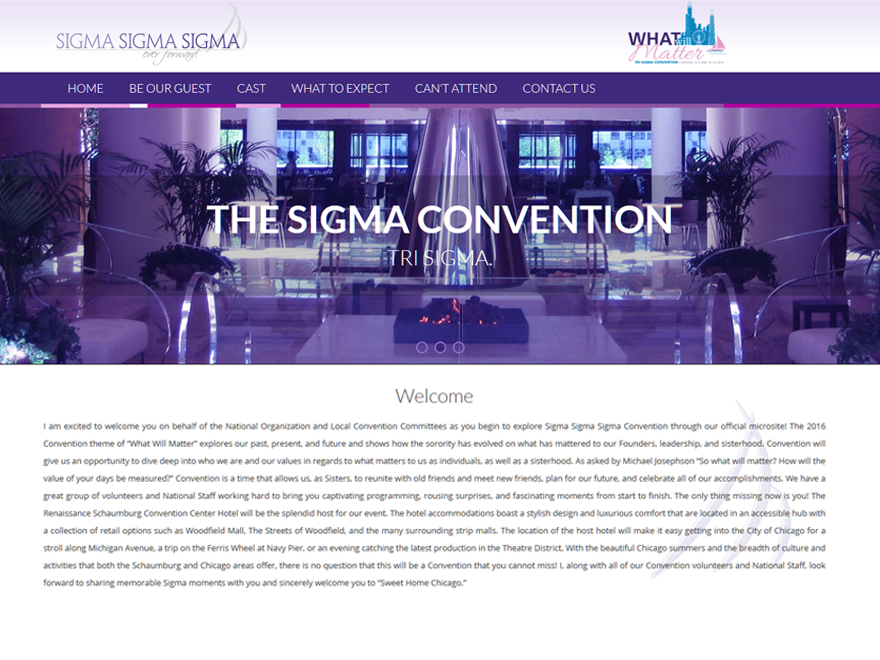 SIGMA SIGMA SIGMA
ever forward
WHAT will
Matter
TRI SIGMA CONVENTION
HOME BE OUR GUEST CAST WHAT TO EXPECT CAN'T ATTEND CONTACT US
THE SIGMA CONVENTION
TRI SIGMA.
Welcome
I am excited to welcome you on behalf of the National Organization and Local Convention Committees as you begin to explore Sigma Sigma Sigma Convention through our official microsite! The 2016
Convention theme of "What Will Matter" explores our past, present, and future and shows how the sorority has evolved on what has mattered to our Founders, leadership, and sisterhood. Convention will
give us an opportunity to dive deep into who we are and our values in regards to what matters to us as individuals, as well as a sisterhood. As asked by Michael Josephson "So what will matter? How will the
value of your days be measured?" Convention is a time that allows us, as Sisters, to reunite with old friends and meet new friends, plan for our future, and celebrate all of our accomplishments. We have a
great group of volunteers and National Staff working hard to bring you captivating programming, rousing surprises, and fascinating moments from start to finish. The only thing missing now is you! The
Renaissance Schaumburg Convention Center Hotel will be the splendid host for our event. The hotel accommodations boast a stylish design and luxurious comfort that are located in an accessible hub with
a collection of retail options such as Woodfield Mall, The Streets of Woodfield, and the many surrounding strip malls. The location of the host hotel will make it easy getting into the City of Chicago for a
stroll along Michigan Avenue, a trip on the Ferris Wheel at Navy Pier, or an evening catching the latest production in the Theatre District. With the beautiful Chicago summers and the breadth of culture and
activities that both the Schaumburg and Chicago areas offer, there is no question that this will be a Convention that you cannot miss! I, along with all of our Convention volunteers and National Staff, look
forward to sharing memorable Sigma moments with you and sincerely welcome you to "Sweet Home Chicago."